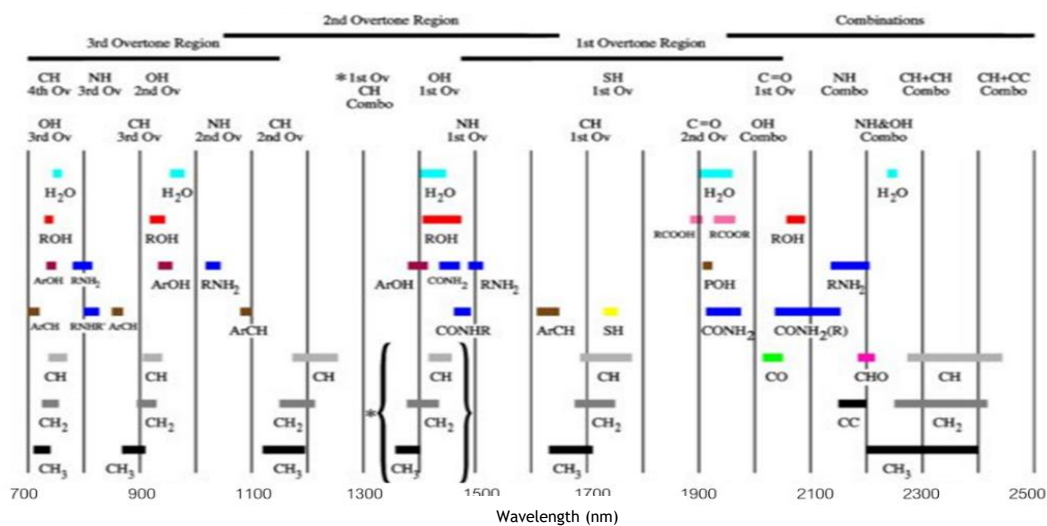 2nd Overtone Region Combinations
3rd Overtone Region 1st Overtone Region
CH NH OH *1st Ov OH SH C=O NH CH+CH CH+CC
4th Ov 3rd Ov 2nd Ov CH 1st Ov 1st Ov 1st Ov Combo Combo Combo
Combo
OH CH NH CH NH CH C=O OH NH&OH
3rd Ov 3rd Ov 2nd Ov 2nd Ov 1st Ov 1st Ov 2nd Ov Combo Combo
H₂O H₂O H₂O H₂O
ROH ROH ROH RCOOH RCOOR ROH
ArOH RNH₂ ArOH RNH₂ ArOH CONH₂ RNH₂ POH RNH₂
ArCH RNHR' ArCH ArCH CONHR ArCH SH CONH₂ CONH₂(R)
CH CH CH CH CH CO CHO CH
* CH₂ CH₂ CH₂ CH₂ CH₂ CC CH₂
CH₃ CH₃ CH₃ CH₃ CH₃ CH₃
700 900 1100 1300 1500 1700 1900 2100 2300 2500
Wavelength (nm)